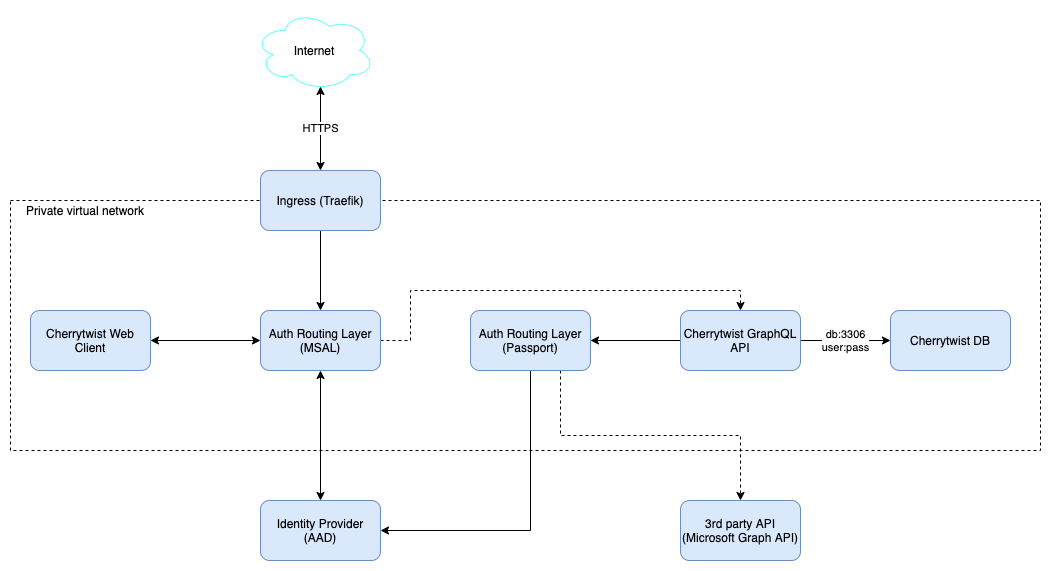 Internet
HTTPS
Ingress (Traefik)
Private virtual network
Cherrytwist Web
Client
Auth Routing Layer
(MSAL)
Auth Routing Layer
(Passport)
Cherrytwist GraphQL
API
db:3306
user:pass
Cherrytwist DB
Identity Provider
(AAD)
3rd party API
(Microsoft Graph API)